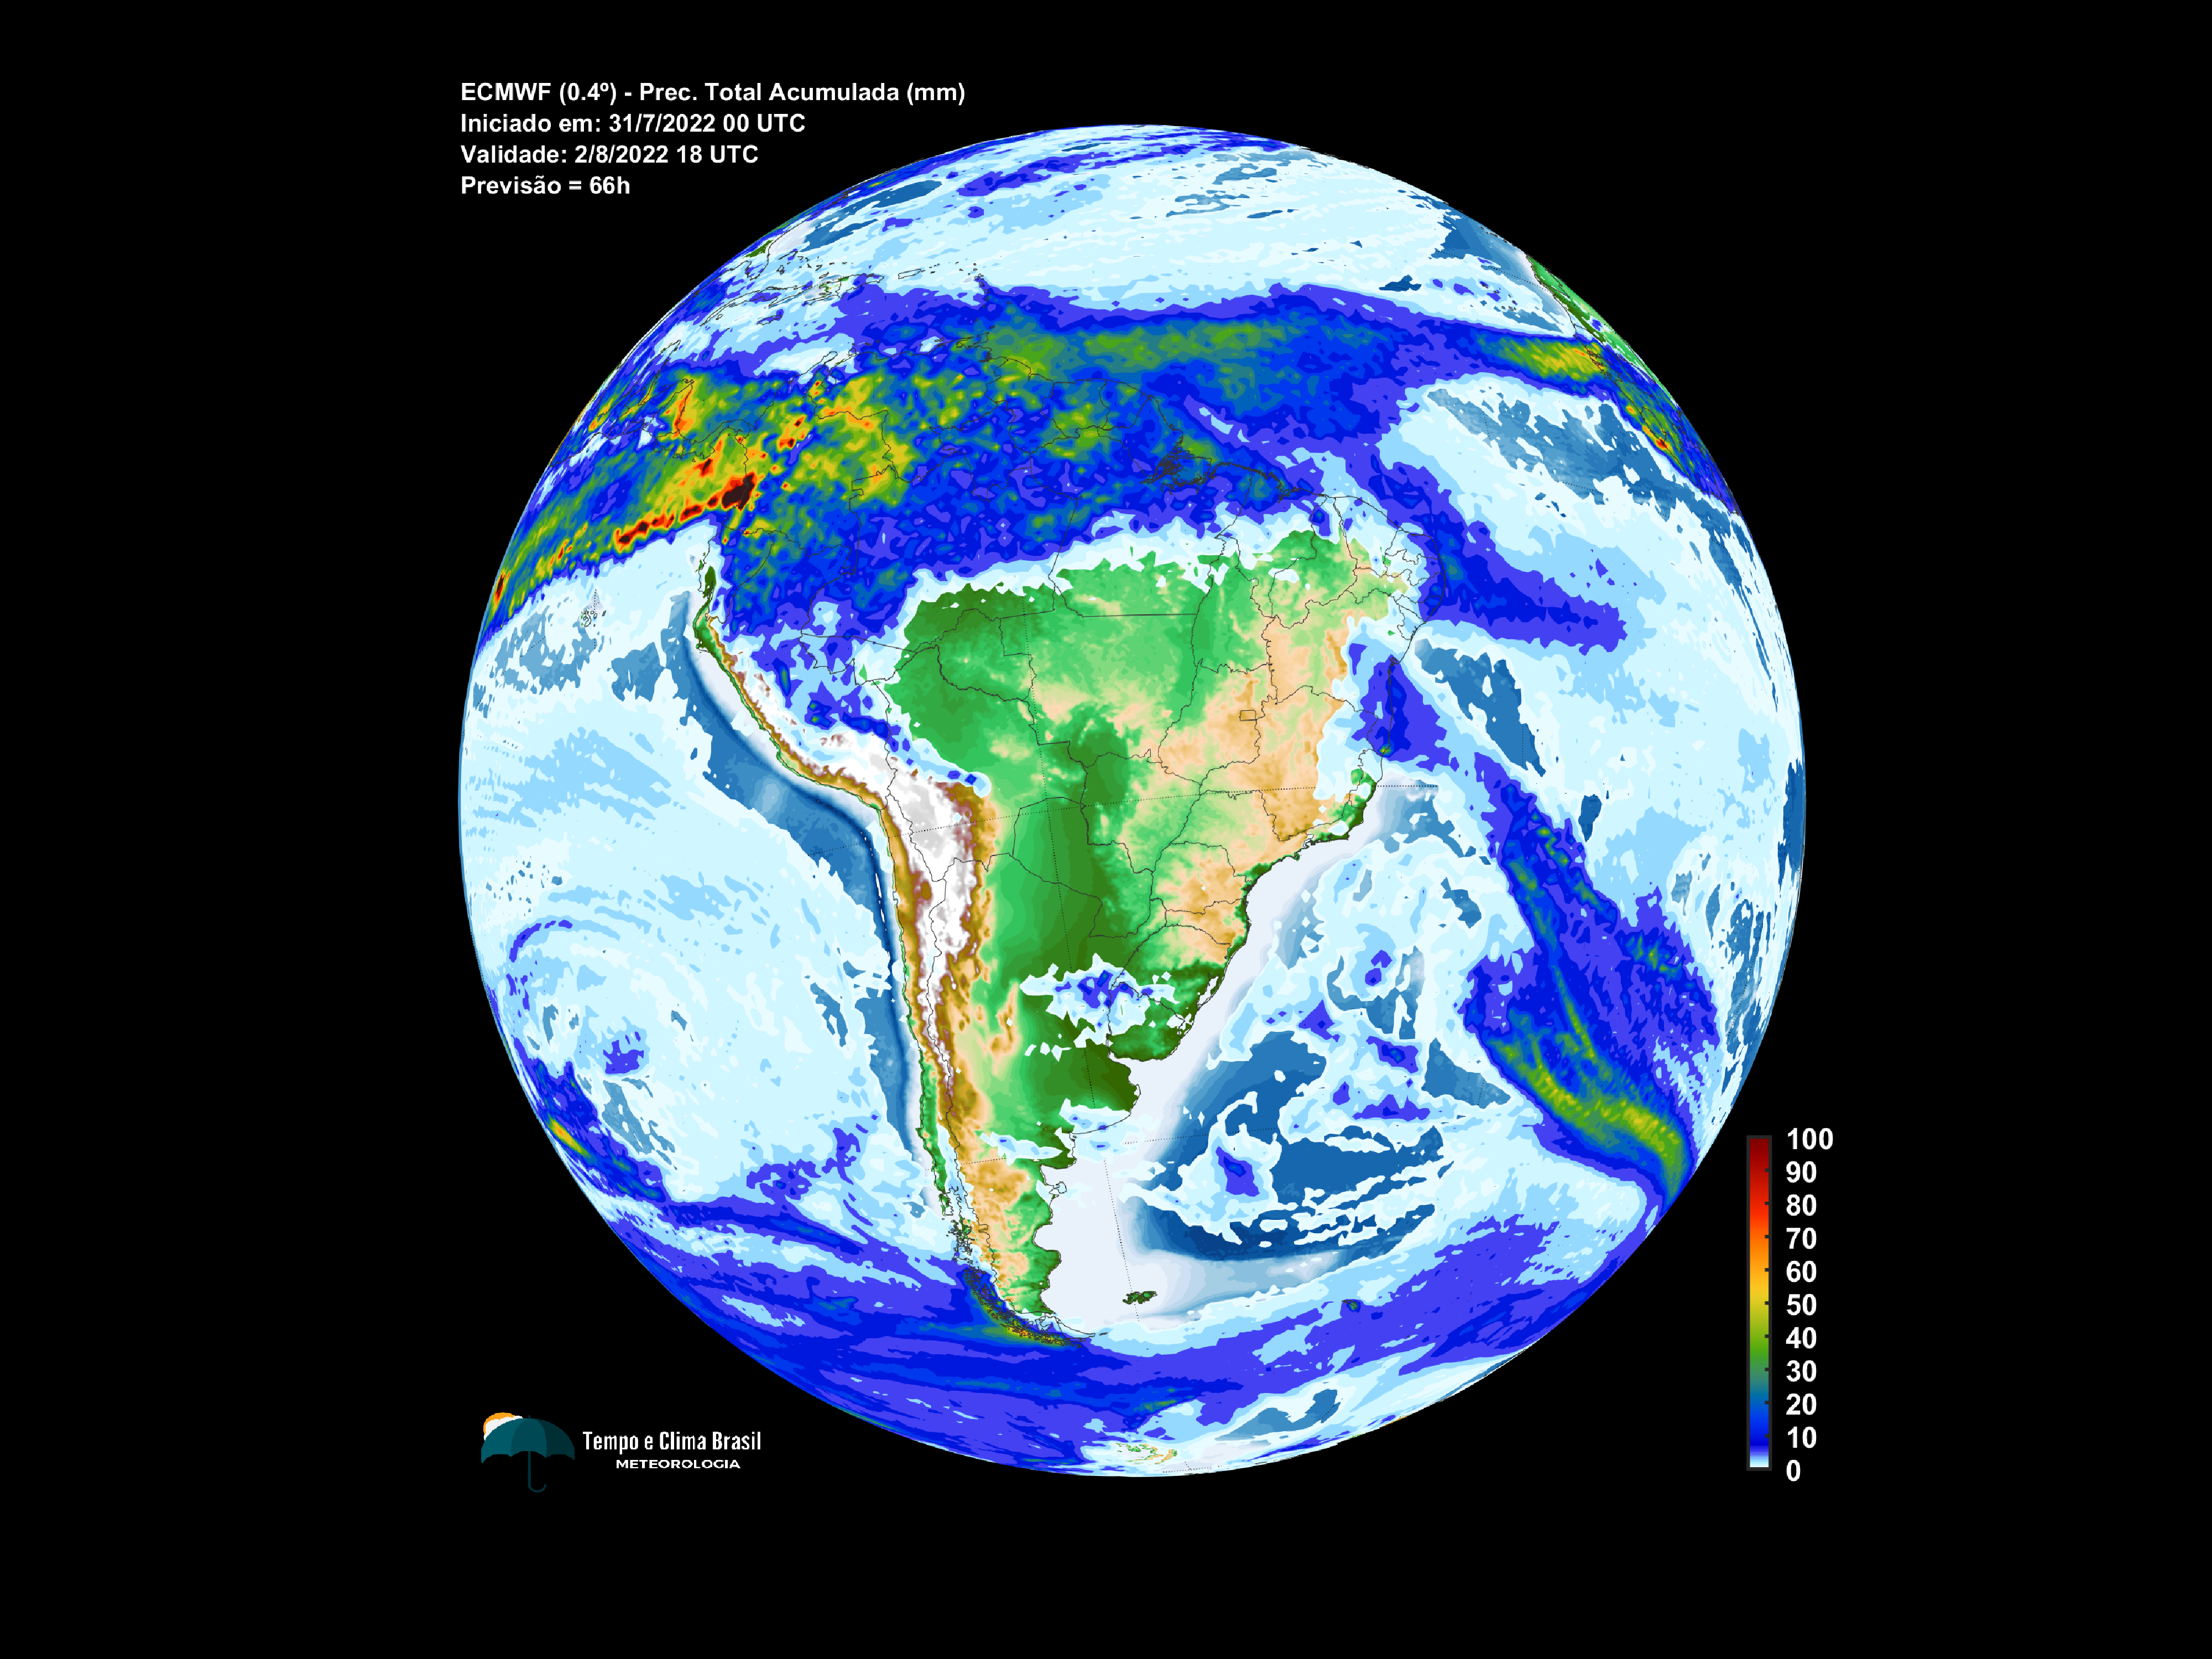 ECMWF (0.4º) - Prec. Total Acumulada (mm)
Iniciado em: 31/7/2022 00 UTC
Validade: 2/8/2022 18 UTC
Previsão = 66h
100
90
80
70
60
50
40
30
20
10
0
Tempo e Clima Brasil
METEOROLOGIA